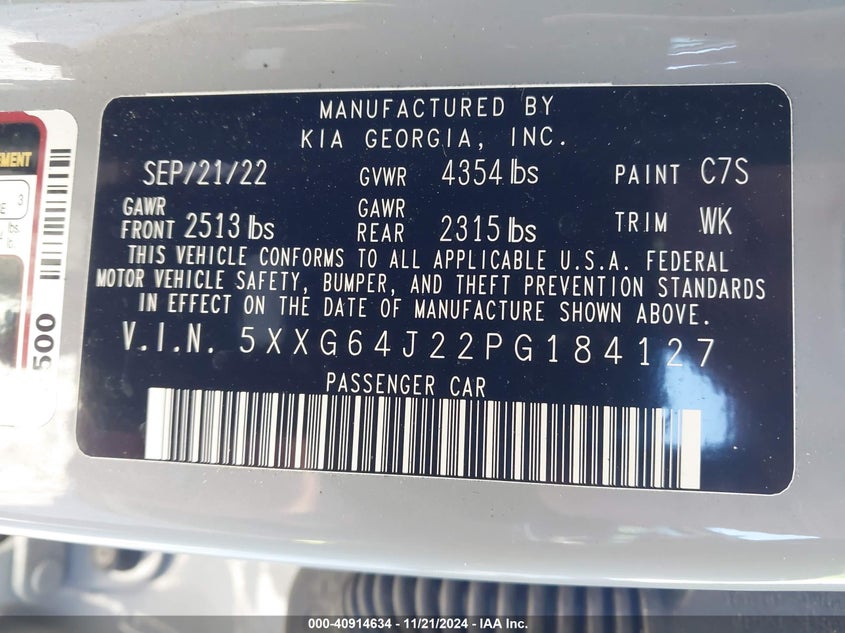 MANUFACTURED BY
KIA GEORGIA, INC.
SEP/21/22 GVWR 4354 lbs PAINT C7S
GAWR FRONT 2513 lbs GAWR REAR 2315 lbs TRIM WK
THIS VEHICLE CONFORMS TO ALL APPLICABLE U.S.A. FEDERAL
MOTOR VEHICLE SAFETY, BUMPER, AND THEFT PREVENTION STANDARDS
IN EFFECT ON THE DATE OF MANUFACTURE SHOWN ABOVE.
V.I.N. 5XXG64J22PG184127
PASSENGER CAR
3
lbs.
500
000-40914634 - 11/21/2024 - IAA Inc.